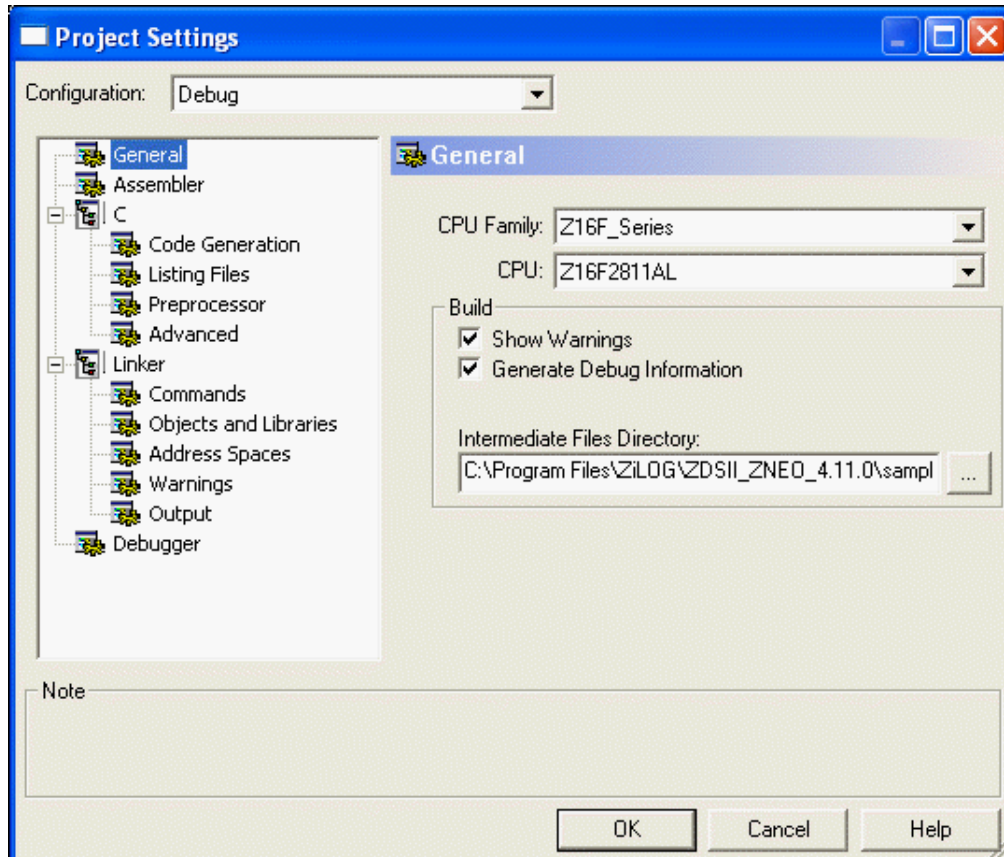 Project Settings
Configuration: Debug
General
Assembler
C
Code Generation
Listing Files
Preprocessor
Advanced
Linker
Commands
Objects and Libraries
Address Spaces
Warnings
Output
Debugger
General
CPU Family: Z16F_Series
CPU: Z16F2811AL
Build
Show Warnings
Generate Debug Information
Intermediate Files Directory:
C:\Program Files\ZiLOG\ZDSII_ZNEO_4.11.0\sampl ...
Note
OK Cancel Help